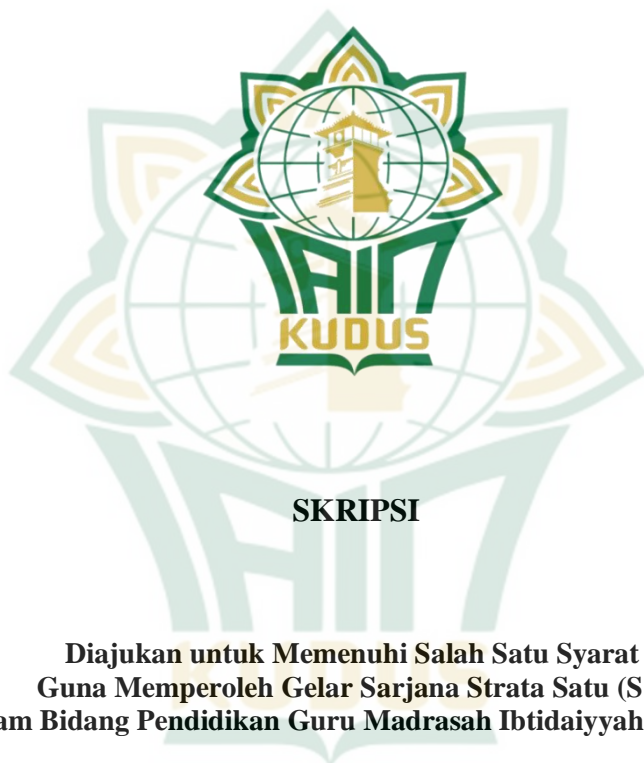 IAIN
KUDUS
SKRIPSI
Diajukan untuk Memenuhi Salah Satu Syarat
Guna Memperoleh Gelar Sarjana Strata Satu (S
Bidang Pendidikan Guru Madrasah Ibtidaiyyah